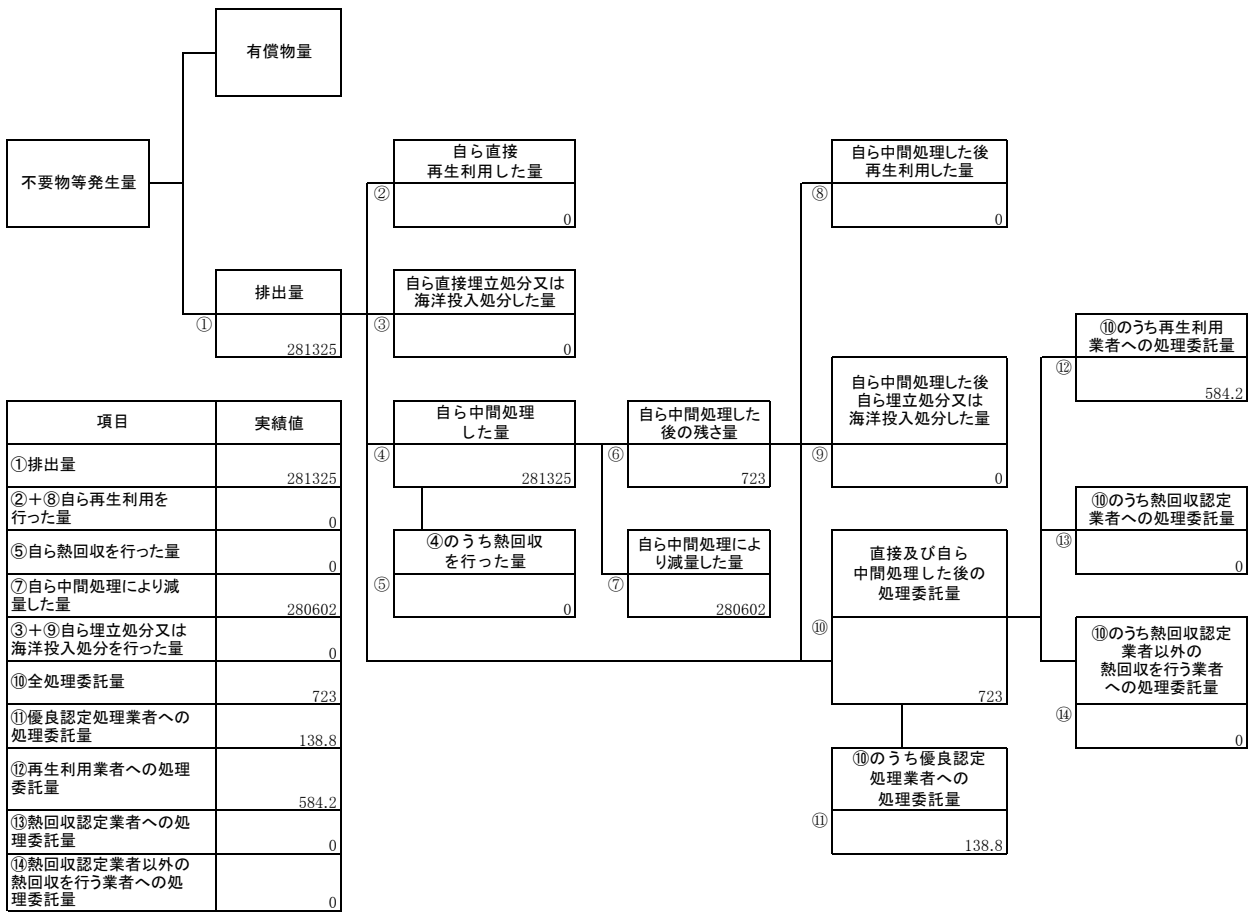 有償物量
不要物等発生量
排出量
①
281325
自ら直接
再生利用した量
②
0
自ら直接埋立処分又は
海洋投入処分した量
③
0
自ら中間処理
した量
④
281325
④のうち熱回収
を行った量
⑤
0
自ら中間処理した
後の残さ量
⑥
723
自ら中間処理によ
り減量した量
⑦
280602
自ら中間処理した後
再生利用した量
⑧
0
自ら中間処理した後
自ら埋立処分又は
海洋投入処分した量
⑨
0
直接及び自ら
中間処理した後の
処理委託量
⑩
723
⑩のうち優良認定
処理業者への
処理委託量
⑪
138.8
⑩のうち再生利用
業者への処理委託量
⑫
584.2
⑩のうち熱回収認定
業者への処理委託量
⑬
0
⑩のうち熱回収認定
業者以外の
熱回収を行う業者
への処理委託量
⑭
0
項目 実績値
①排出量
281325
②+⑧自ら再生利用を
行った量
0
⑤自ら熱回収を行った量
0
⑦自ら中間処理により減
量した量
280602
③+⑨自ら埋立処分又は
海洋投入処分を行った量
0
⑩全処理委託量
723
⑪優良認定処理業者への
処理委託量
138.8
⑫再生利用業者への処理
委託量
584.2
⑬熱回収認定業者への処
理委託量
0
⑭熱回収認定業者以外の
熱回収を行う業者への処
理委託量
0